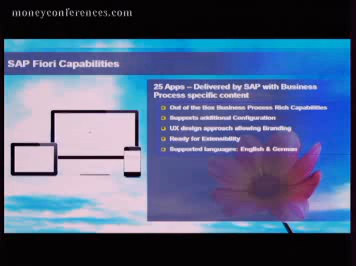 moneyconferences.com
SAP Fiori Capabilities
25 Apps – Delivered by SAP with Business
Process specific content
Out of the Box Business Process Rich Capabilities
Supports additional Configuration
UX design approach allowing Branding
Ready for Extensibility
Supported languages: English & German